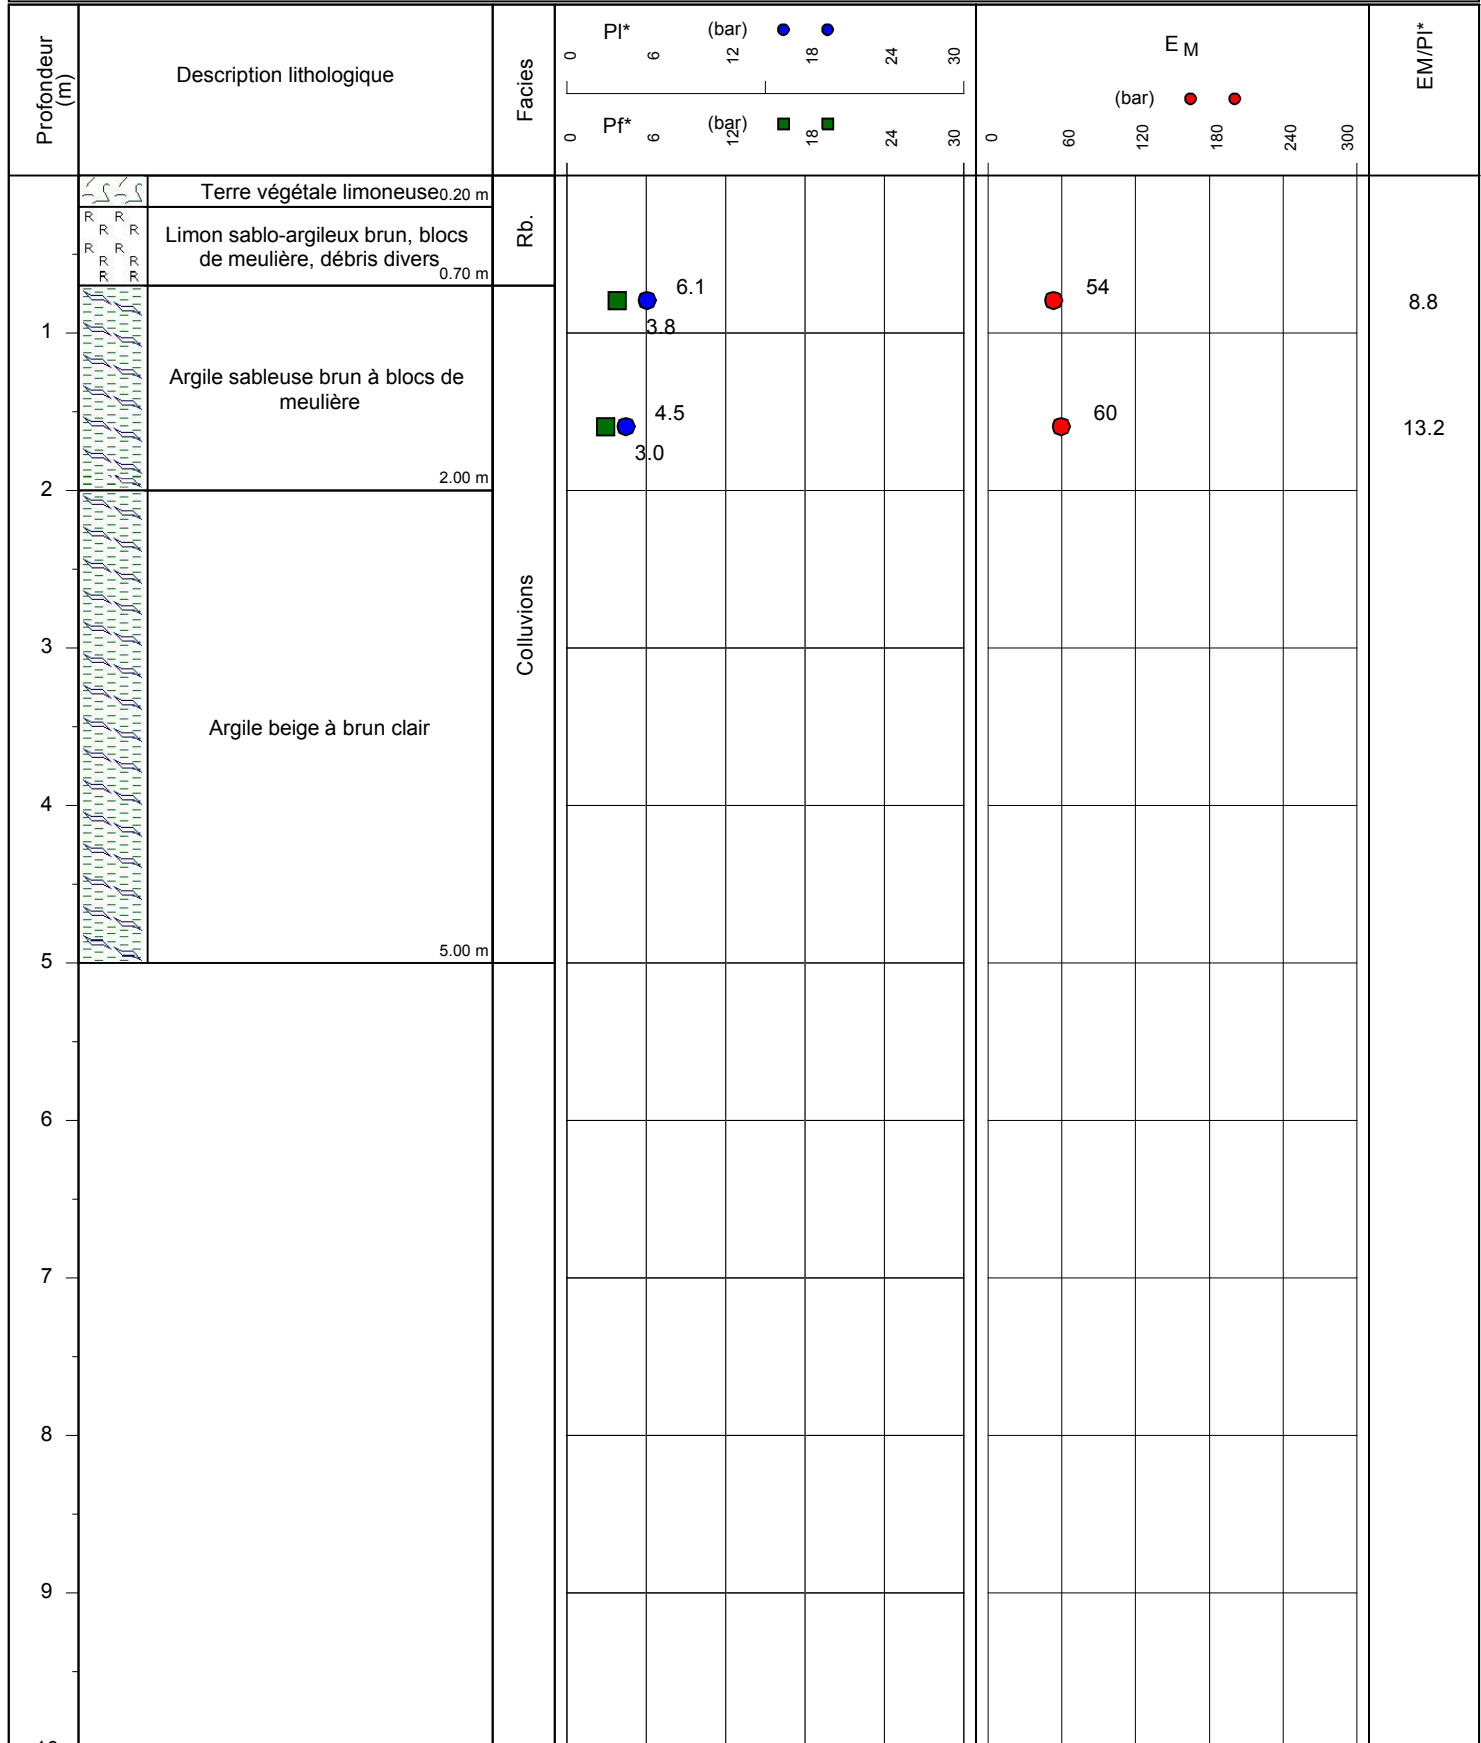 Profondeur
(m)
Description lithologique
Facies
Pl* (bar)
0 6 12 18 24 30
Pf* (bar)
0 6 12 18 24 30
E M
(bar)
0 60 120 180 240 300
EM/Pl*
Terre végétale limoneuse 0.20 m
Rb.
R R
R R
Limon sablo-argileux brun, blocs
R R
de meulière, débris divers
R R
R R
0.70 m
6.1 54 8.8
3.8
1
Argile sableuse brun à blocs de
meulière
4.5 60 13.2
3.0
2.00 m
2
Colluvions
3
Argile beige à brun clair
4
5.00 m
5
6
7
8
9